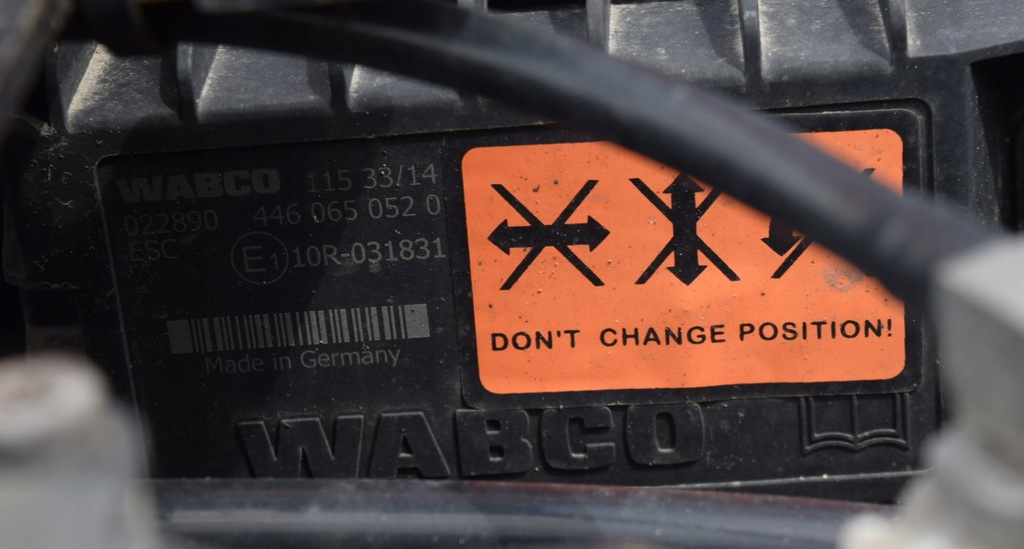 WABCO 115 33/14
022890 446 065 052 0
ESC E1 10R-031831
Made in Germany
DON'T CHANGE POSITION!
WABCO